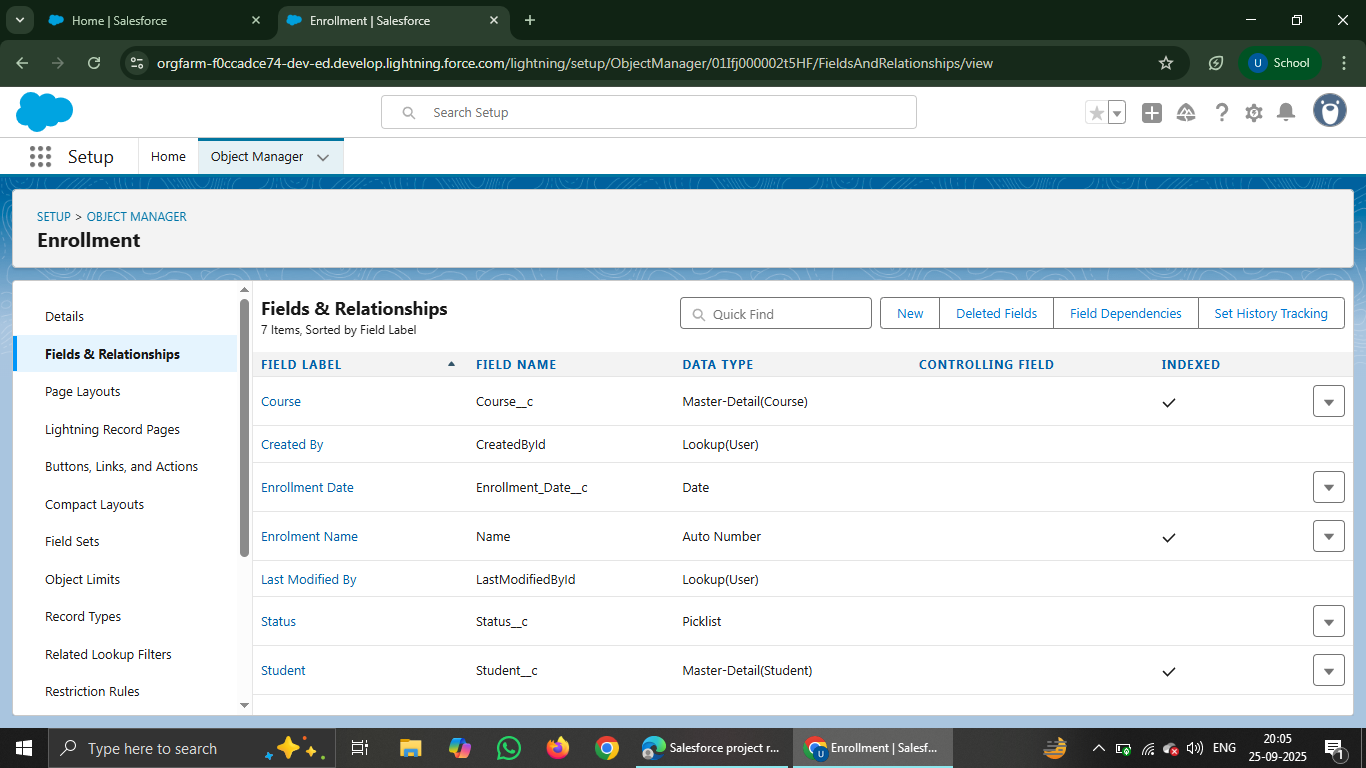 Home | Salesforce
Enrollment | Salesforce
orgfarm-f0ccadce74-dev-ed.develop.lightning.force.com/lightning/setup/ObjectManager/01Ifj000002t5HF/FieldsAndRelationships/view
U School
Search Setup
Setup Home Object Manager
SETUP > OBJECT MANAGER
Enrollment
Details
Fields & Relationships
Page Layouts
Lightning Record Pages
Buttons, Links, and Actions
Compact Layouts
Field Sets
Object Limits
Record Types
Related Lookup Filters
Restriction Rules
Fields & Relationships
7 Items, Sorted by Field Label
Quick Find New Deleted Fields Field Dependencies Set History Tracking
FIELD LABEL FIELD NAME DATA TYPE CONTROLLING FIELD INDEXED
Course Course__c Master-Detail(Course)
Created By CreatedById Lookup(User)
Enrollment Date Enrollment_Date__c Date
Enrolment Name Name Auto Number
Last Modified By LastModifiedById Lookup(User)
Status Status__c Picklist
Student Student__c Master-Detail(Student)
Type here to search
Salesforce project r...
U Enrollment | Salesf...
ENG
20:05
25-09-2025
1